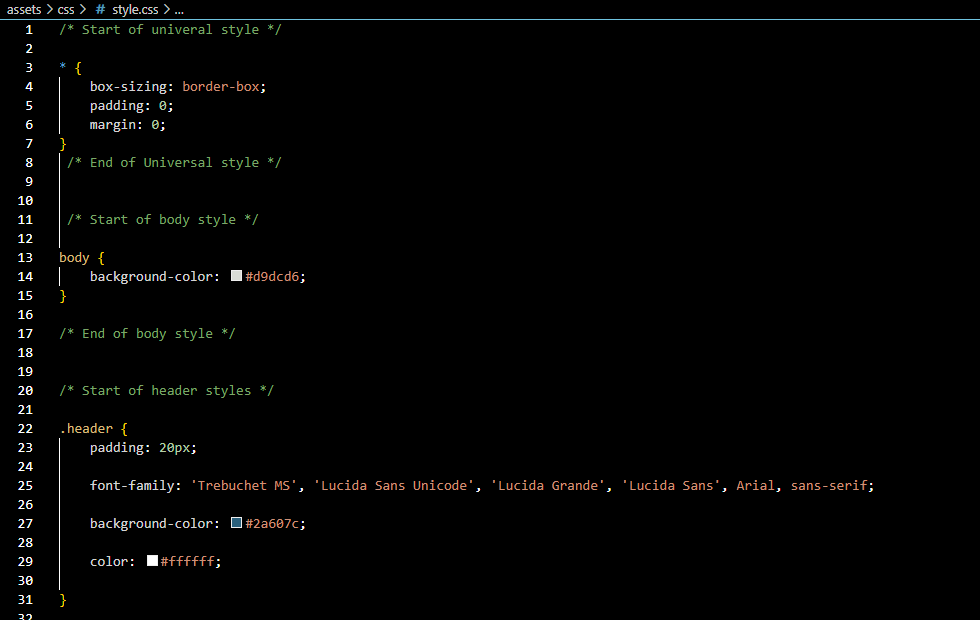 assets > css > # style.css > ...
1 /* Start of univeral style */
2
3 * {
4 box-sizing: border-box;
5 padding: 0;
6 margin: 0;
7 }
8 /* End of Universal style */
9
10
11 /* Start of body style */
12
13 body {
14 background-color: #d9dcd6;
15 }
16
17 /* End of body style */
18
19
20 /* Start of header styles */
21
22 .header {
23 padding: 20px;
24
25 font-family: 'Trebuchet MS', 'Lucida Sans Unicode', 'Lucida Grande', 'Lucida Sans', Arial, sans-serif;
26
27 background-color: #2a607c;
28
29 color: #ffffff;
30
31 }
32